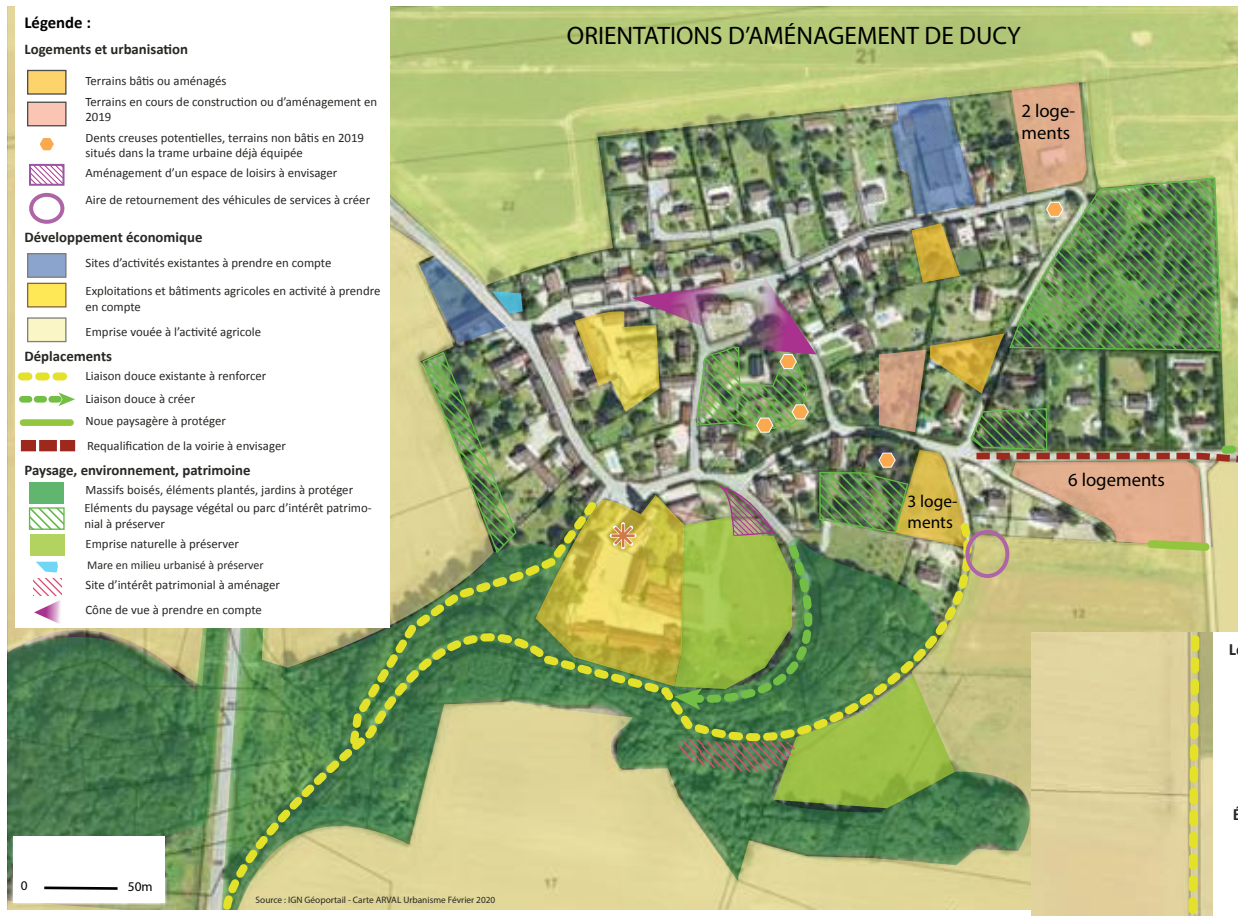 Légende :
ORIENTATIONS D'AMÉNAGEMENT DE DUCY
Logements et urbanisation
Terrains bâtis ou aménagés
Terrains en cours de construction ou d'aménagement en
2019
Dents creuses potentielles, terrains non bâtis en 2019
situés dans la trame urbaine déjà équipée
Aménagement d'un espace de loisirs à envisager
Aire de retournement des véhicules de services à créer
Développement économique
Sites d'activités existantes à prendre en compte
Exploitations et bâtiments agricoles en activité à prendre
en compte
Emprise vouée à l'activité agricole
Déplacements
Liaison douce existante à renforcer
Liaison douce à créer
Noue paysagère à protéger
Requalification de la voirie à envisager
Paysage, environnement, patrimoine
Massifs boisés, éléments plantés, jardins à protéger
Eléments du paysage végétal ou parc d'intérêt patrimo-
nial à préserver
Emprise naturelle à préserver
Mare en milieu urbanisé à préserver
Site d'intérêt patrimonial à aménager
Cône de vue à prendre en compte
21
22
2 loge-
ments
6 logements
3 loge-
ments
12
17
0 50m
Source : IGN Géoportail - Carte ARVAL Urbanisme Février 2020